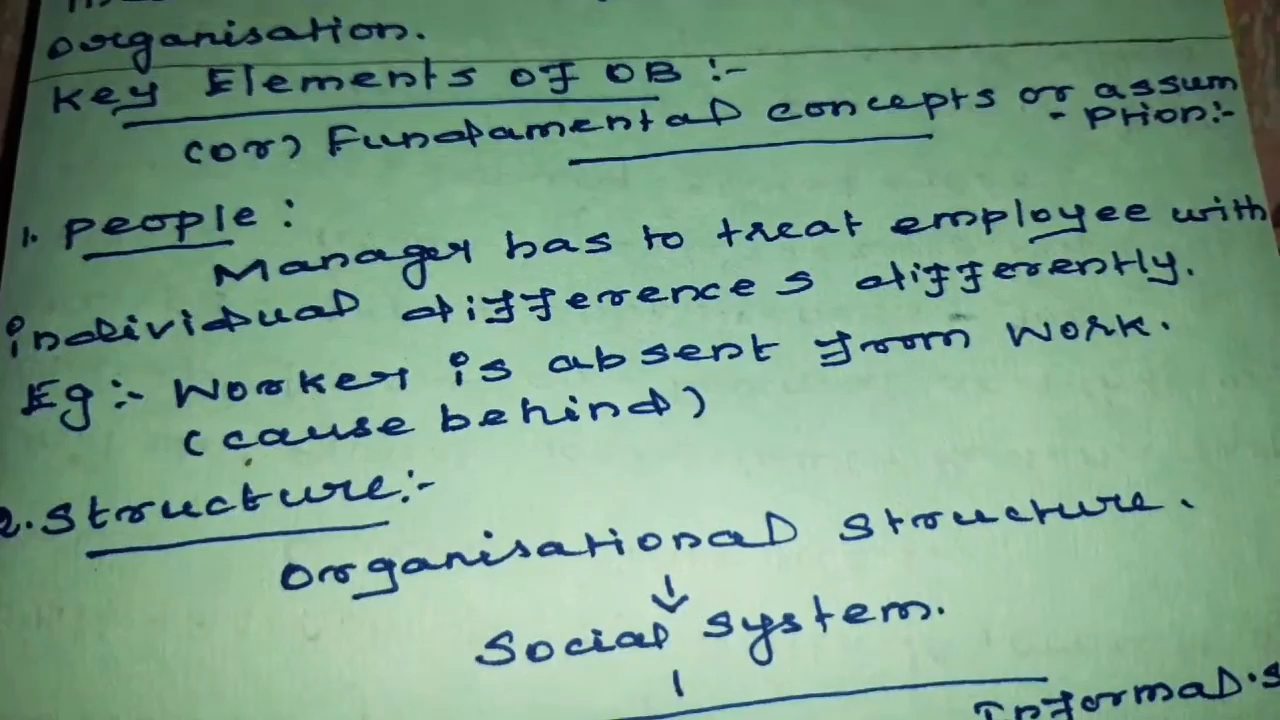 organisation.
Key Elements of OB :-
(or) Fundamental concepts or assum
- ption:-
1. people :
Manager has to treat employee with
individual differences differently.
Eg :- Worker is absent from work.
(cause behind)
2. Structure:-
organisational structure.
↓
Social system.
Informal.s